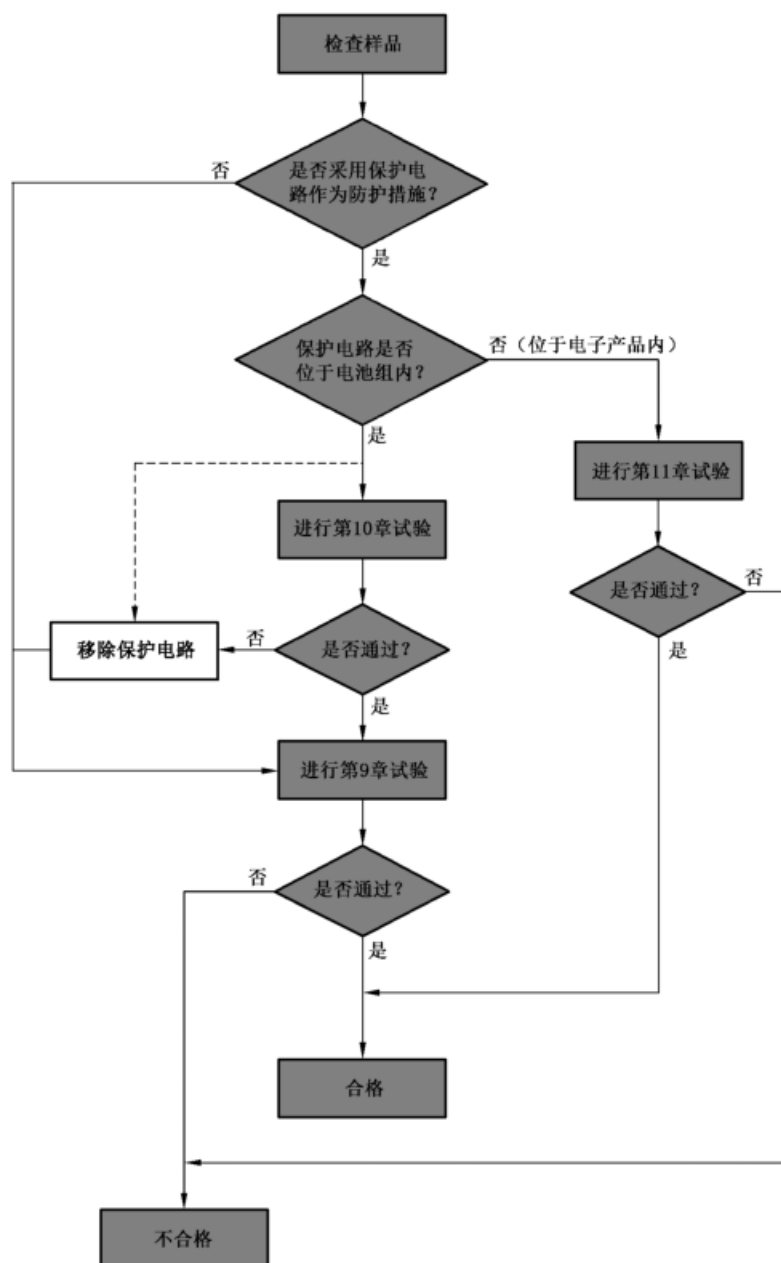 检查样品
否
是否采用保护电
路作为防护措施?
是
保护电路是否
位于电池组内?
否（位于电子产品内）
是
进行第11章试验
进行第10章试验
是否通过?
否
移除保护电路
否
是否通过?
是
是
进行第9章试验
否
是否通过?
是
合格
不合格